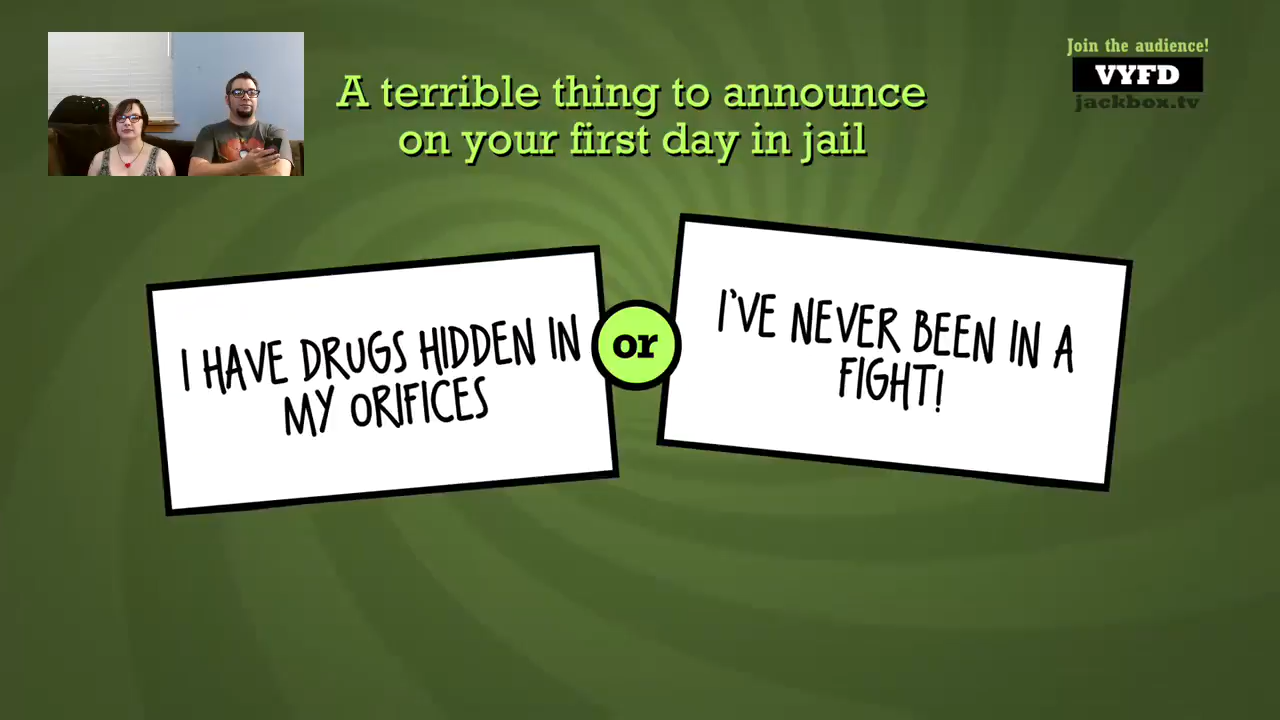 A terrible thing to announce
on your first day in jail
Join the audience!
VYFD
jackbox.tv
I HAVE DRUGS HIDDEN IN
MY ORIFICES
or
I'VE NEVER BEEN IN A
FIGHT!